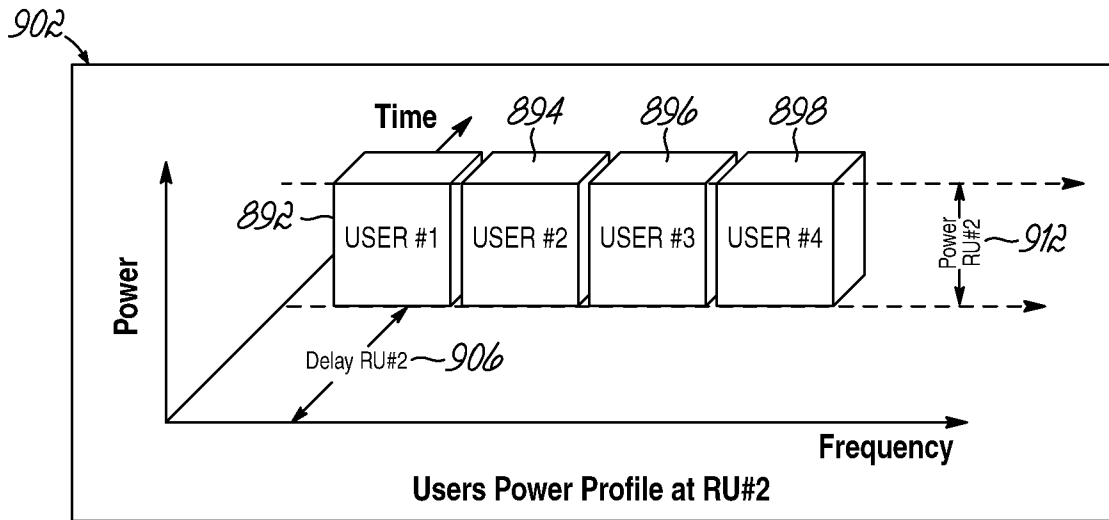 902
Time
894
896
898
892
USER #1
USER #2
USER #3
USER #4
Power
RU#2
912
Power
Delay RU#2
906
Frequency
Users Power Profile at RU#2